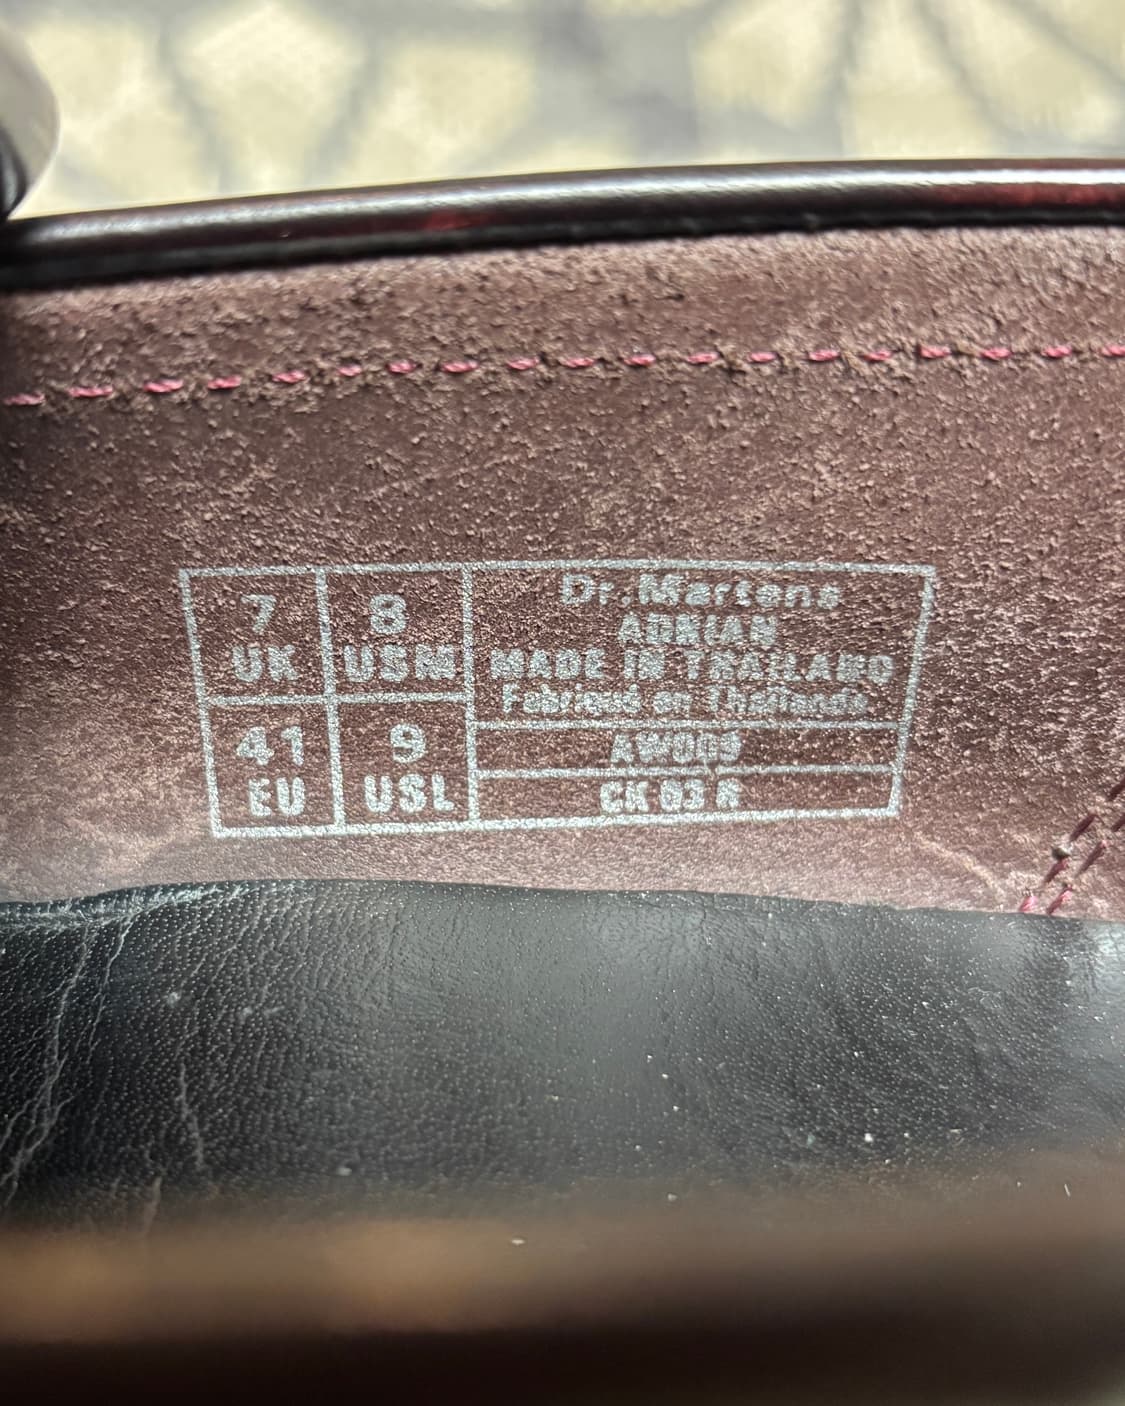 7
UK
8
USM
41
EU
9
USL
Dr.Martens
ADRIAN
MADE IN THAILAND
Fabriqué en Thaïlande
AW009
CK 03 R